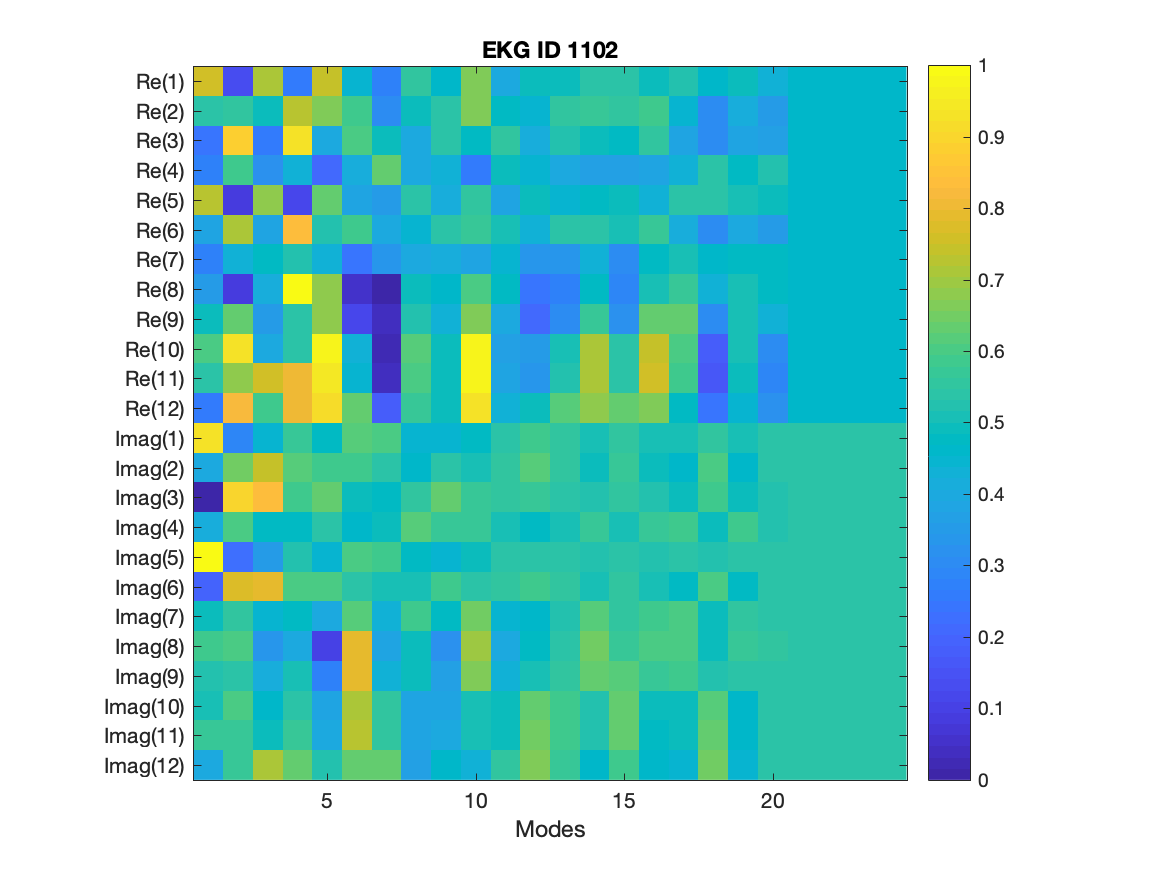 EKG ID 1102
Re(1)
Re(2)
Re(3)
Re(4)
Re(5)
Re(6)
Re(7)
Re(8)
Re(9)
Re(10)
Re(11)
Re(12)
Imag(1)
Imag(2)
Imag(3)
Imag(4)
Imag(5)
Imag(6)
Imag(7)
Imag(8)
Imag(9)
Imag(10)
Imag(11)
Imag(12)
5 10 15 20
Modes
1
0.9
0.8
0.7
0.6
0.5
0.4
0.3
0.2
0.1
0